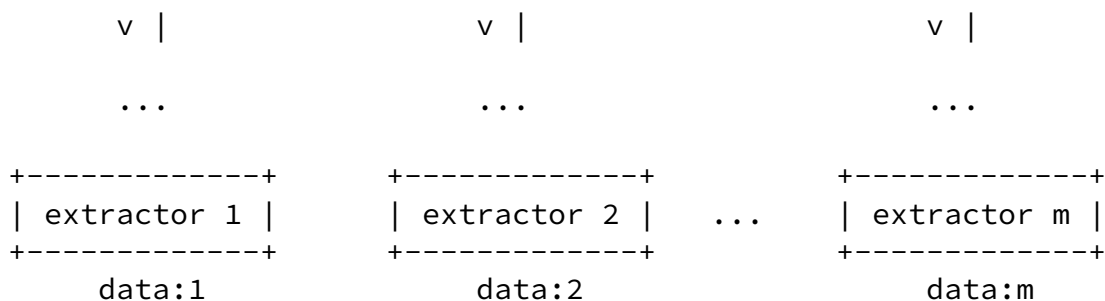 v |                v |                     v |
...                ...                     ...
+-------------+     +-------------+         +-------------+
| extractor 1 |     | extractor 2 |   ...   | extractor m |
+-------------+     +-------------+         +-------------+
data:1             data:2                  data:m